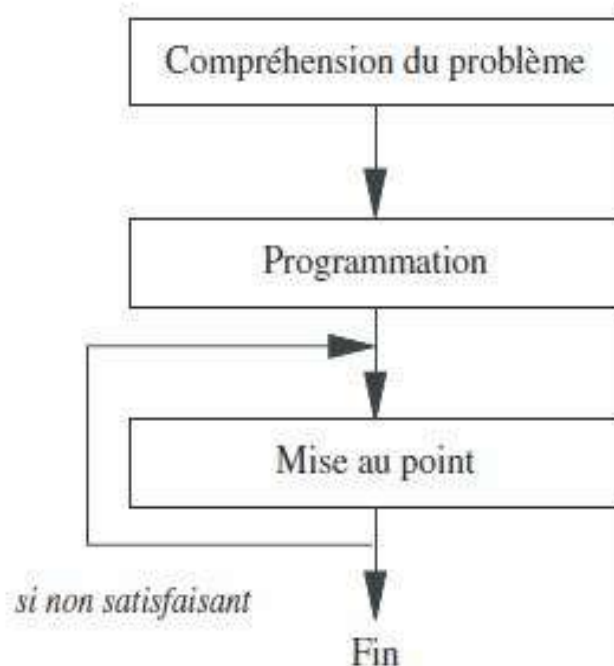 Compréhension du problème
Programmation
Mise au point
si non satisfaisant
Fin